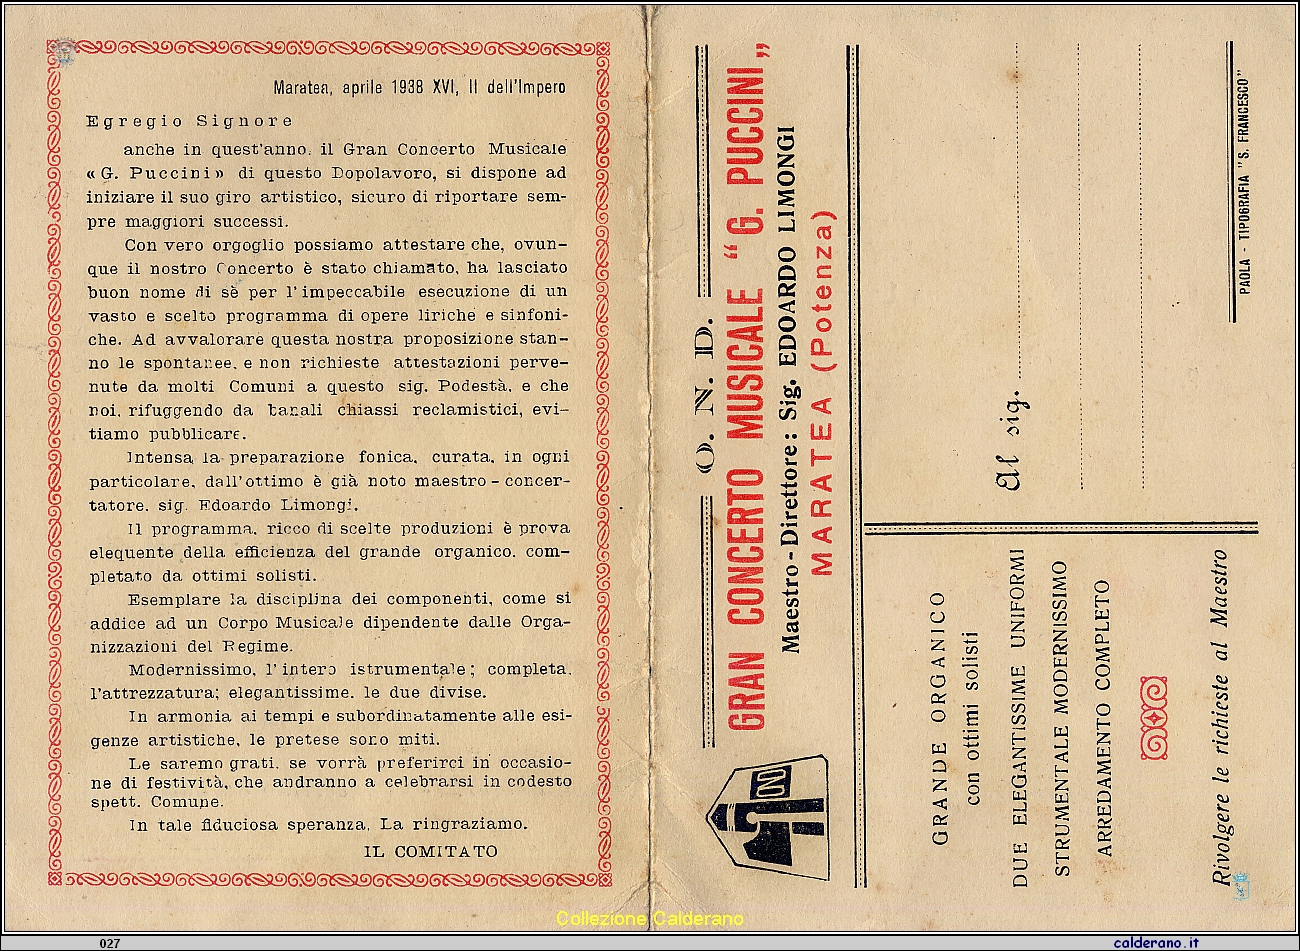 Maratea, aprile 1938 XVI, II dell'Impero
Egregio Signore
anche in quest'anno, il Gran Concerto Musicale
«G. Puccini» di questo Dopolavoro, si dispone ad
iniziare il suo giro artistico, sicuro di riportare sem-
pre maggiori successi.
Con vero orgoglio possiamo attestare che, ovun-
que il nostro Concerto è stato chiamato, ha lasciato
buon nome di sè per l'impeccabile esecuzione di un
vasto e scelto programma di opere liriche e sinfoni-
che. Ad avvalorare questa nostra proposizione stan-
no le spontanee, e non richieste attestazioni perve-
nute da molti Comuni a questo sig. Podestà, e che
noi, rifuggendo da banali chiassi reclamistici, evi-
tiamo pubblicare.
Intensa la preparazione fonica, curata, in ogni
particolare, dall'ottimo è già noto maestro-concer-
tatore, sig. Edoardo Limongi.
Il programma, ricco di scelte produzioni è prova
elequente della efficienza del grande organico, com-
pletato da ottimi solisti.
Esemplare la disciplina dei componenti, come si
addice ad un Corpo Musicale dipendente dalle Orga-
nizzazioni del Regime.
Modernissimo, l'intero istrumentale; completa,
l'attrezzatura; elegantissime, le due divise.
In armonia ai tempi e subordinatamente alle esi-
genze artistiche, le pretese sono miti.
Le saremo grati, se vorrà preferirci in occasio-
ne di festività, che andranno a celebrarsi in codesto
spett. Comune.
In tale fiduciosa speranza, La ringraziamo.
IL COMITATO
O. N. D.
GRAN CONCERTO MUSICALE “G. PUCCINI„
Maestro-Direttore: Sig. EDOARDO LIMONGI
MARATEA (Potenza)
OND
GRANDE ORGANICO
con ottimi solisti
DUE ELEGANTISSIME UNIFORMI
STRUMENTALE MODERNISSIMO
ARREDAMENTO COMPLETO
Rivolgere le richieste al Maestro
Al sig.
PAOLA - TIPOGRAFIA "S. FRANCESCO"
Collezione Calderano
027
calderano.it